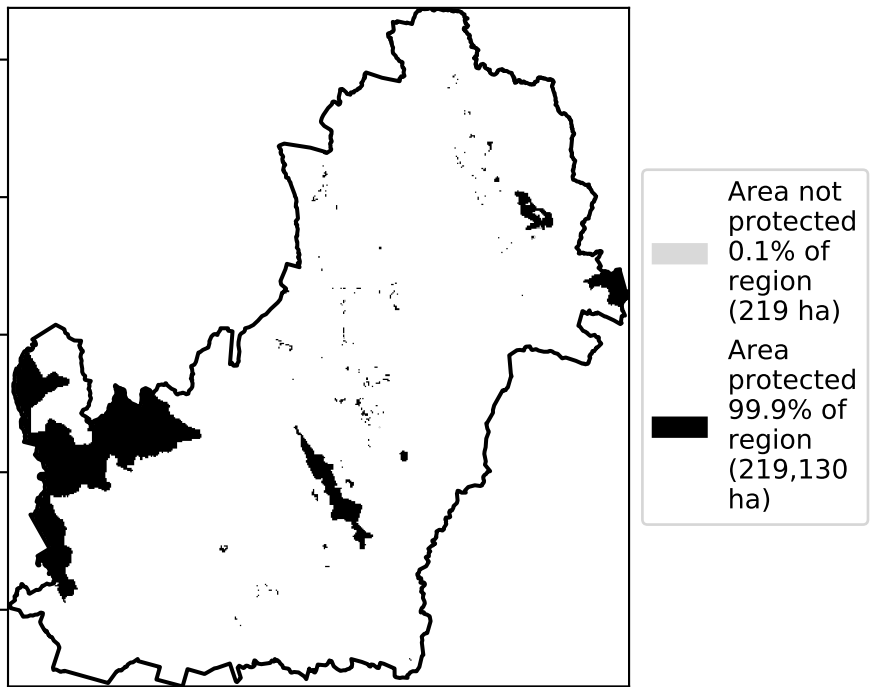 Area not
protected
0.1% of
region
(219 ha)
Area
protected
99.9% of
region
(219,130
ha)